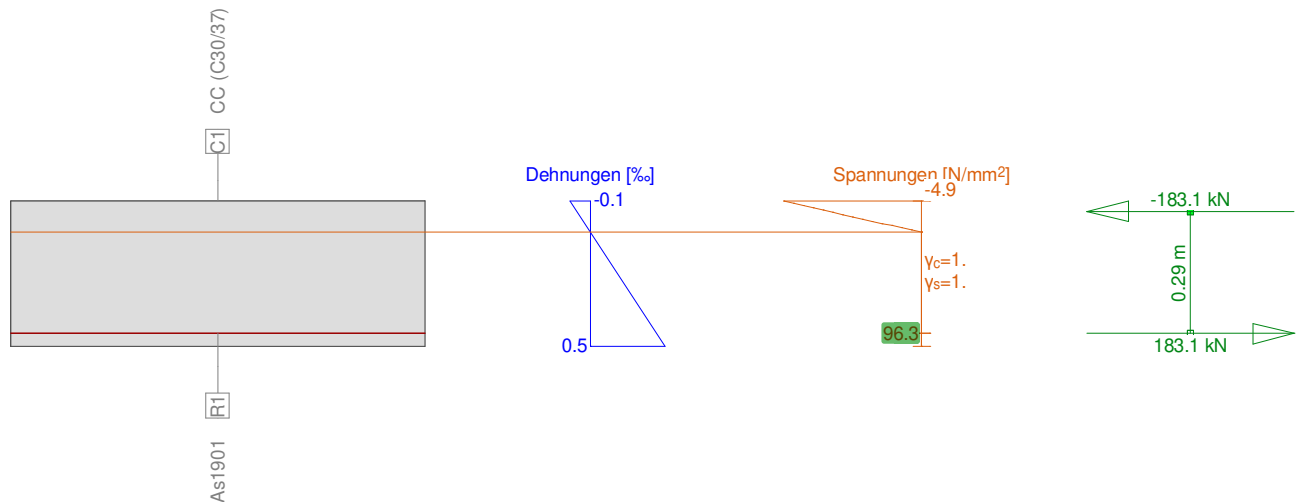 CC (C30/37)
C1
Dehnungen [‰]
-0.1
0.5
Spannungen [N/mm²]
-4.9
γc=1.
γs=1.
96.3
-183.1 kN
0.29 m
183.1 kN
R1
As1901